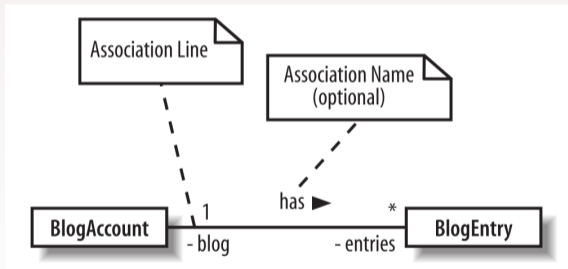 Association Line
Association Name
(optional)
has ►
1
*
BlogAccount
BlogEntry
- blog
- entries